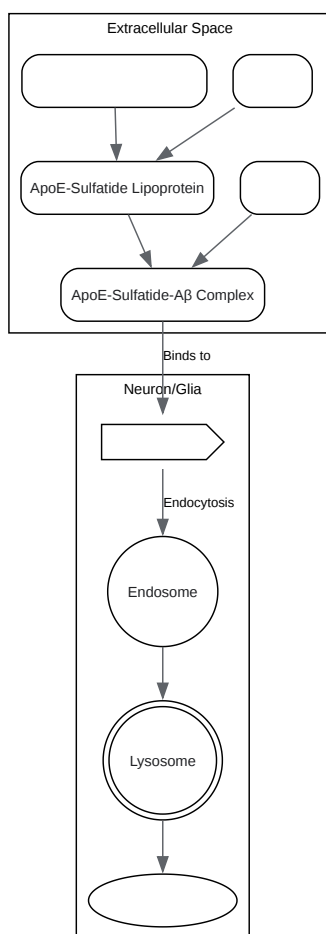 Extracellular Space
ApoE-Sulfatide Lipoprotein
ApoE-Sulfatide-Aβ Complex
Binds to
Neuron/Glia
Endocytosis
Endosome
Lysosome